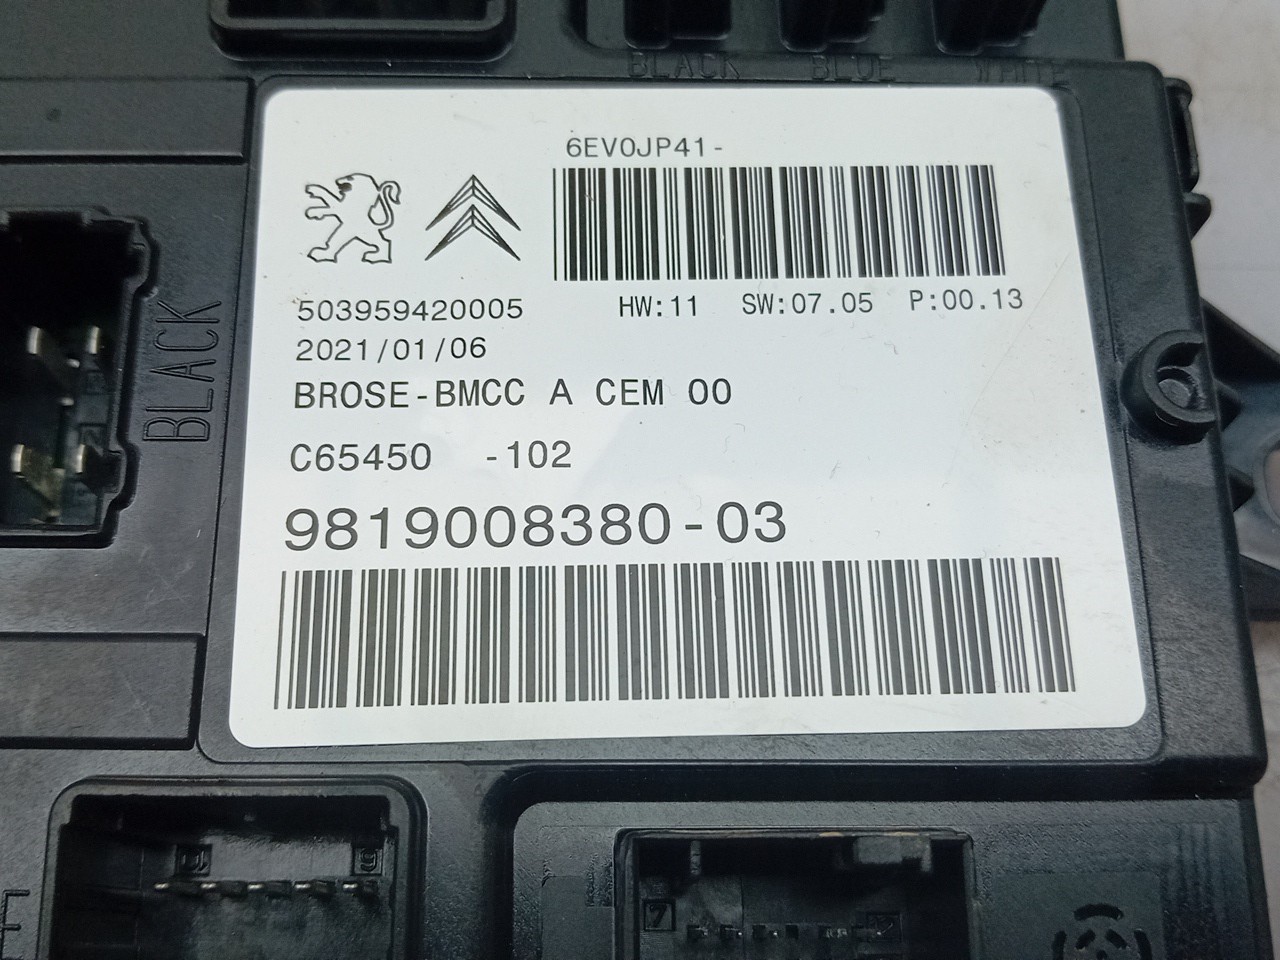 BLACK BLUE WHITE
6EV0JP41-
503959420005 HW:11 SW:07.05 P:00.13
2021/01/06
BROSE-BMCC A CEM 00
C65450 -102
9819008380-03
BLACK
7